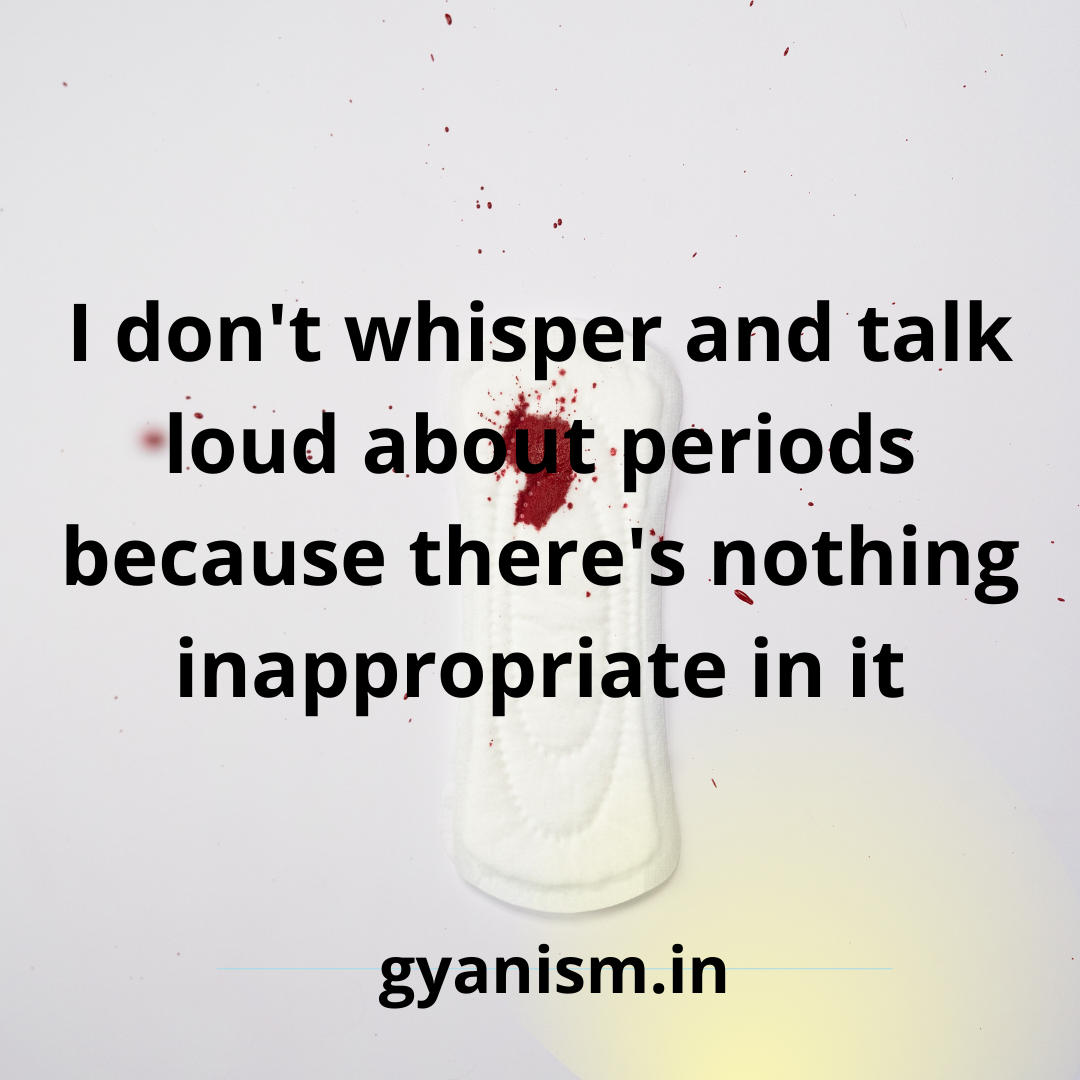 I don't whisper and talk
loud about periods
because there's nothing
inappropriate in it
gyanism.in